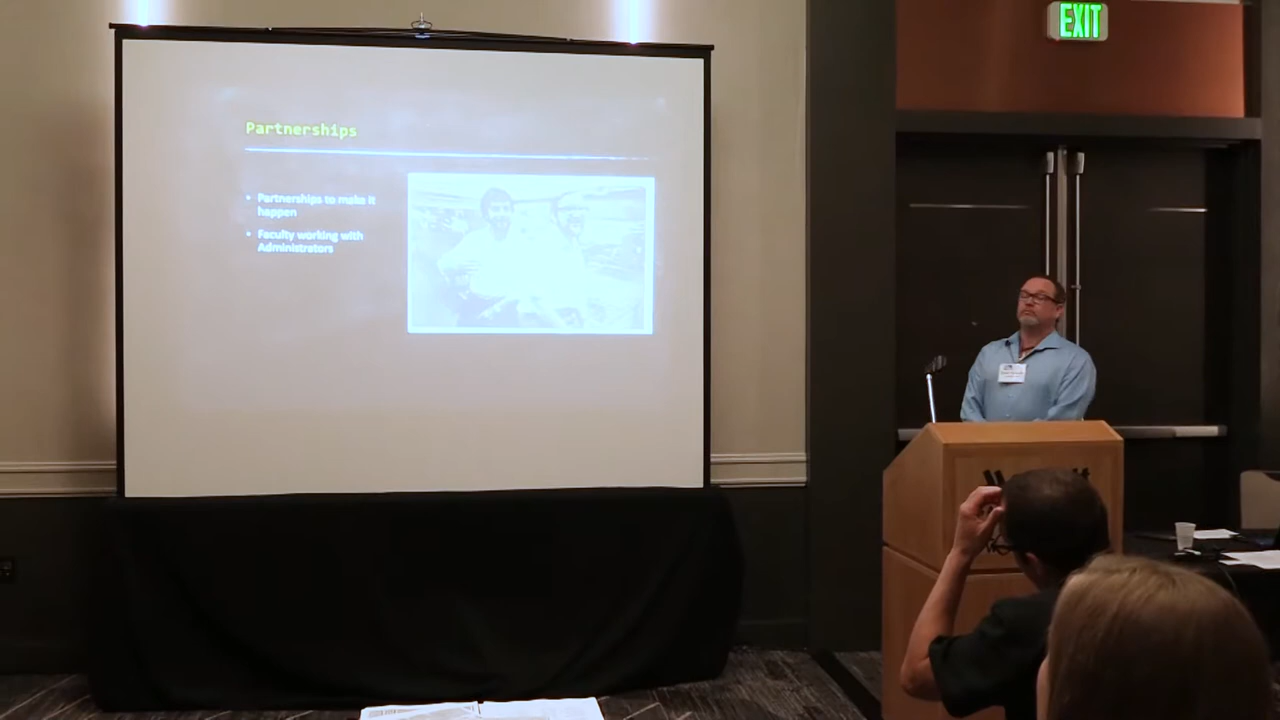 EXIT
Partnerships
• Partnerships to make it
happen
• Faculty working with
Administrators